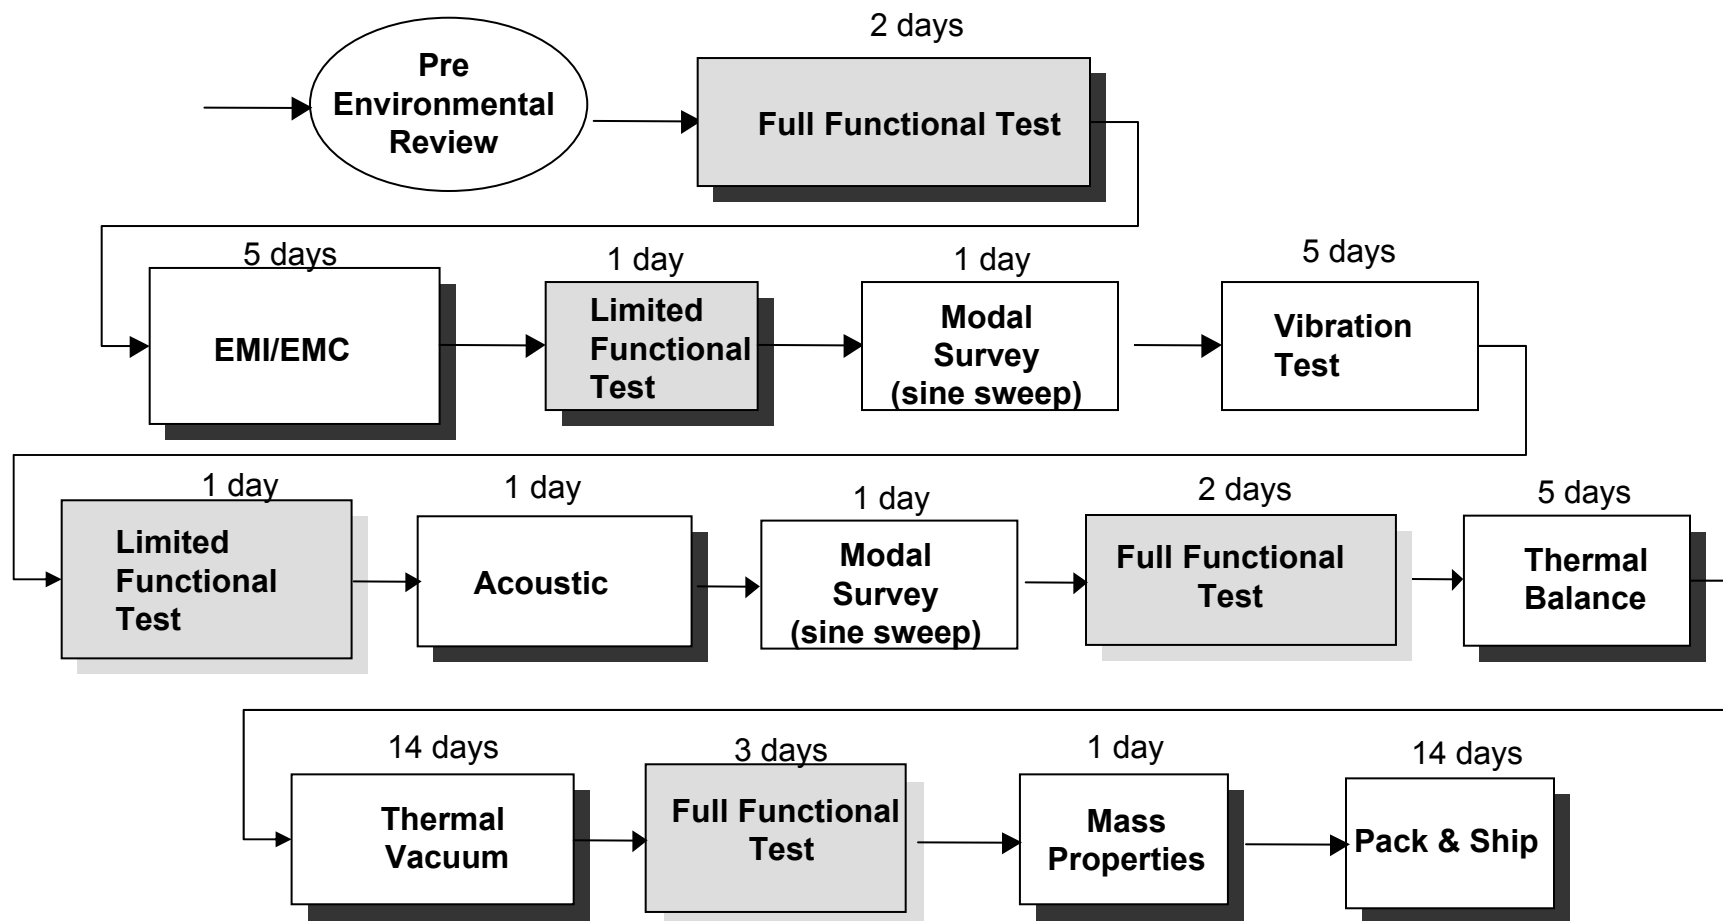 2 days
Pre
Environmental
Review
Full Functional Test
5 days
1 day
1 day
5 days
EMI/EMC
Limited
Functional
Test
Modal
Survey
(sine sweep)
Vibration
Test
1 day
1 day
1 day
2 days
5 days
Limited
Functional
Test
Acoustic
Modal
Survey
(sine sweep)
Full Functional
Test
Thermal
Balance
14 days
3 days
1 day
14 days
Thermal
Vacuum
Full Functional
Test
Mass
Properties
Pack & Ship